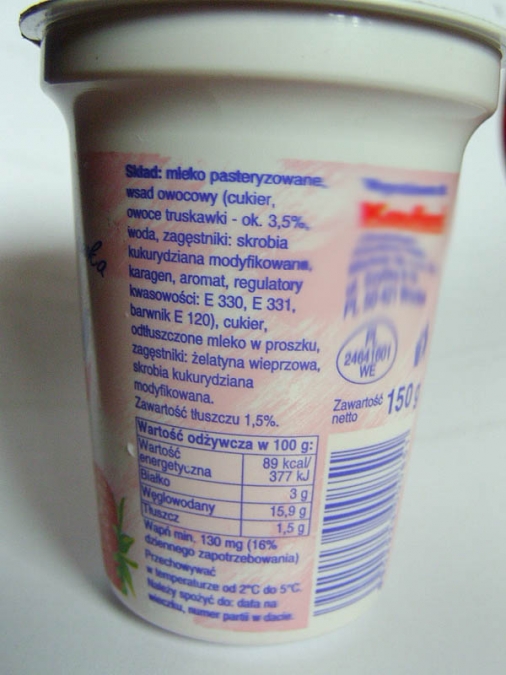 Skład: mleko pasteryzowane,
wsad owocowy (cukier,
owoce truskawki - ok. 3,5%,
woda, zagęstniki: skrobia
kukurydziana modyfikowana,
karagen, aromat, regulatory
kwasowości: E 330, E 331,
barwnik E 120), cukier,
odtłuszczone mleko w proszku,
zagęstniki: żelatyna wieprzowa,
skrobia kukurydziana
modyfikowana.
Zawartość tłuszczu 1,5%.
Wartość odżywcza w 100 g:
Wartość
energetyczna
89 kcal/
377 kJ
Białko
3 g
Węglowodany
15,9 g
Tłuszcz
1,5 g
Wapń min. 130 mg (16%
dziennego zapotrzebowania)
Przechowywać
w temperaturze od 2°C do 5°C.
Należy spożyć do: data na
wieczku, numer partii w dacie.
PL
2464 001
WE
Zawartość
netto
150 g